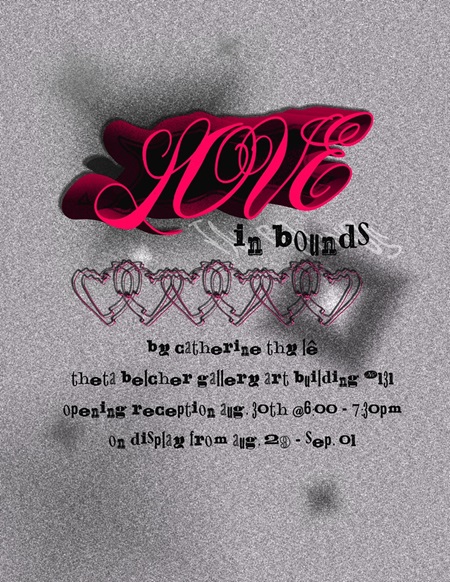 LOVE
in bounds
by catherine thy lê
theta belcher gallery art building #131
opening reception aug. 30th @6:00 - 7:30pm
on display from aug. 29 - sep. 01